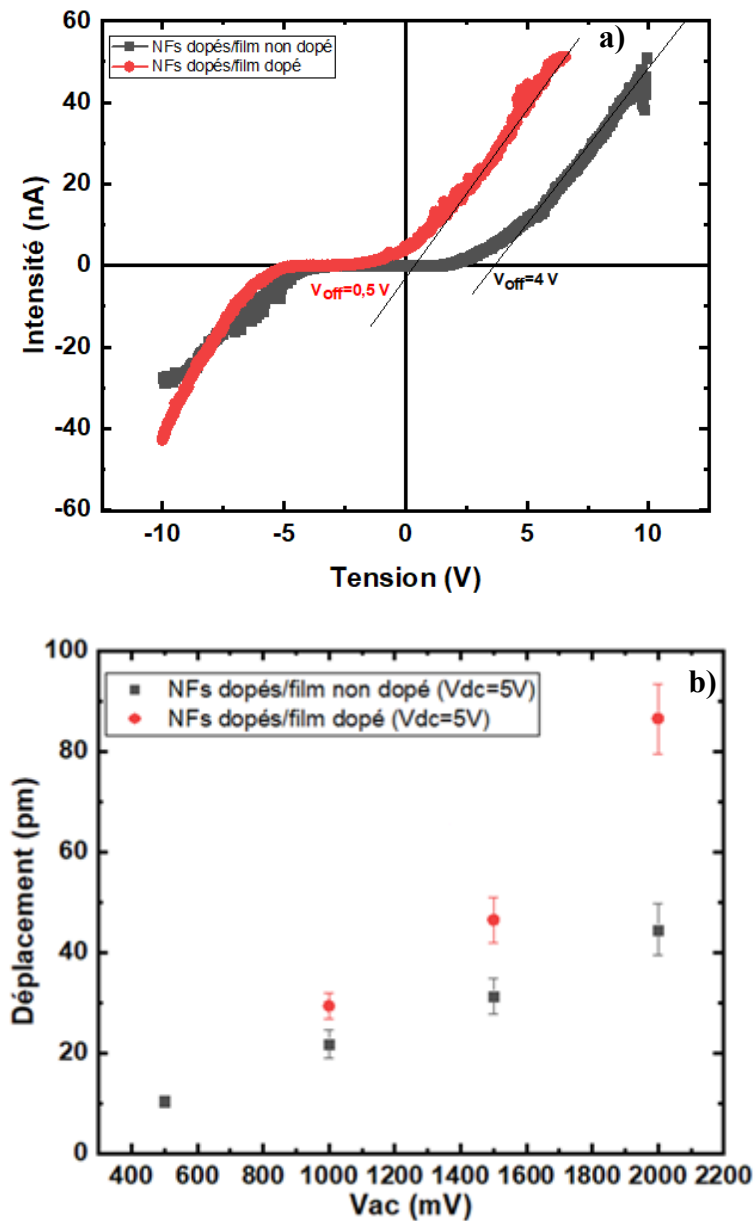 a)
NFs dopés/film non dopé
NFs dopés/film dopé
60
40
20
0
-20
-40
-60
Intensité (nA)
V off=0,5 V
V off=4 V
-10 -5 0 5 10
Tension (V)
b)
NFs dopés/film non dopé (Vdc=5V)
NFs dopés/film dopé (Vdc=5V)
100
80
60
40
20
0
Déplacement (pm)
400 600 800 1000 1200 1400 1600 1800 2000 2200
Vac (mV)